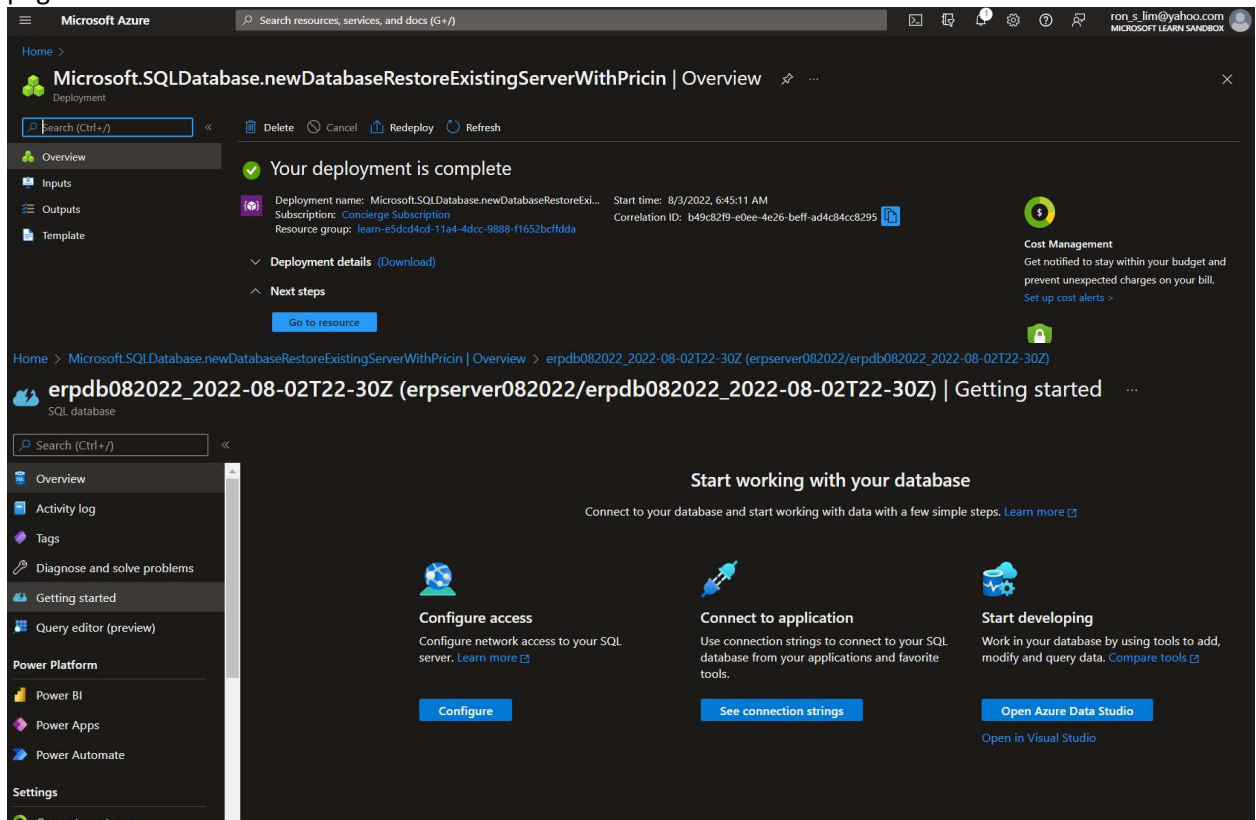 Microsoft Azure
Search resources, services, and docs (G+/)
1
ron_s_lim@yahoo.com
MICROSOFT LEARN SANDBOX
Home >
Microsoft.SQLDatabase.newDatabaseRestoreExistingServerWithPricin | Overview
Deployment
Search (Ctrl+/)
Delete Cancel Redeploy Refresh
Overview
Inputs
Outputs
Template
Your deployment is complete
Deployment name: Microsoft.SQLDatabase.newDatabaseRestoreExi...
Subscription: Concierge Subscription
Resource group: learn-e5dcd4cd-11a4-4dcc-9888-f1652bcffdda
Start time: 8/3/2022, 6:45:11 AM
Correlation ID: b49c82f9-e0ee-4e26-beff-ad4c84cc8295
Deployment details (Download)
Next steps
Go to resource
Cost Management
Get notified to stay within your budget and
prevent unexpected charges on your bill.
Set up cost alerts >
Home > Microsoft.SQLDatabase.newDatabaseRestoreExistingServerWithPricin | Overview > erpdb082022_2022-08-02T22-30Z (erpserver082022/erpdb082022_2022-08-02T22-30Z)
erpdb082022_2022-08-02T22-30Z (erpserver082022/erpdb082022_2022-08-02T22-30Z) | Getting started
SQL database
Search (Ctrl+/)
Overview
Activity log
Tags
Diagnose and solve problems
Getting started
Query editor (preview)
Power Platform
Power BI
Power Apps
Power Automate
Settings
Start working with your database
Connect to your database and start working with data with a few simple steps. Learn more
Configure access
Configure network access to your SQL
server. Learn more
Configure
Connect to application
Use connection strings to connect to your SQL
database from your applications and favorite
tools.
See connection strings
Start developing
Work in your database by using tools to add,
modify and query data. Compare tools
Open Azure Data Studio
Open in Visual Studio